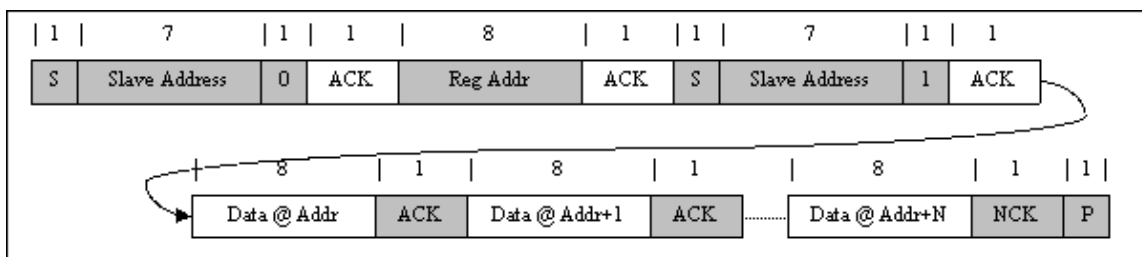 | 1 | 7 | 1 | 1 | 8 | 1 | 1 | 7 | 1 | 1
S Slave Address 0 ACK Reg Addr ACK S Slave Address 1 ACK
| 8 | 1 | 8 | 1 | 8 | 1 | 1 |
Data @ Addr ACK Data @ Addr+1 ACK ........ Data @ Addr+N NCK P